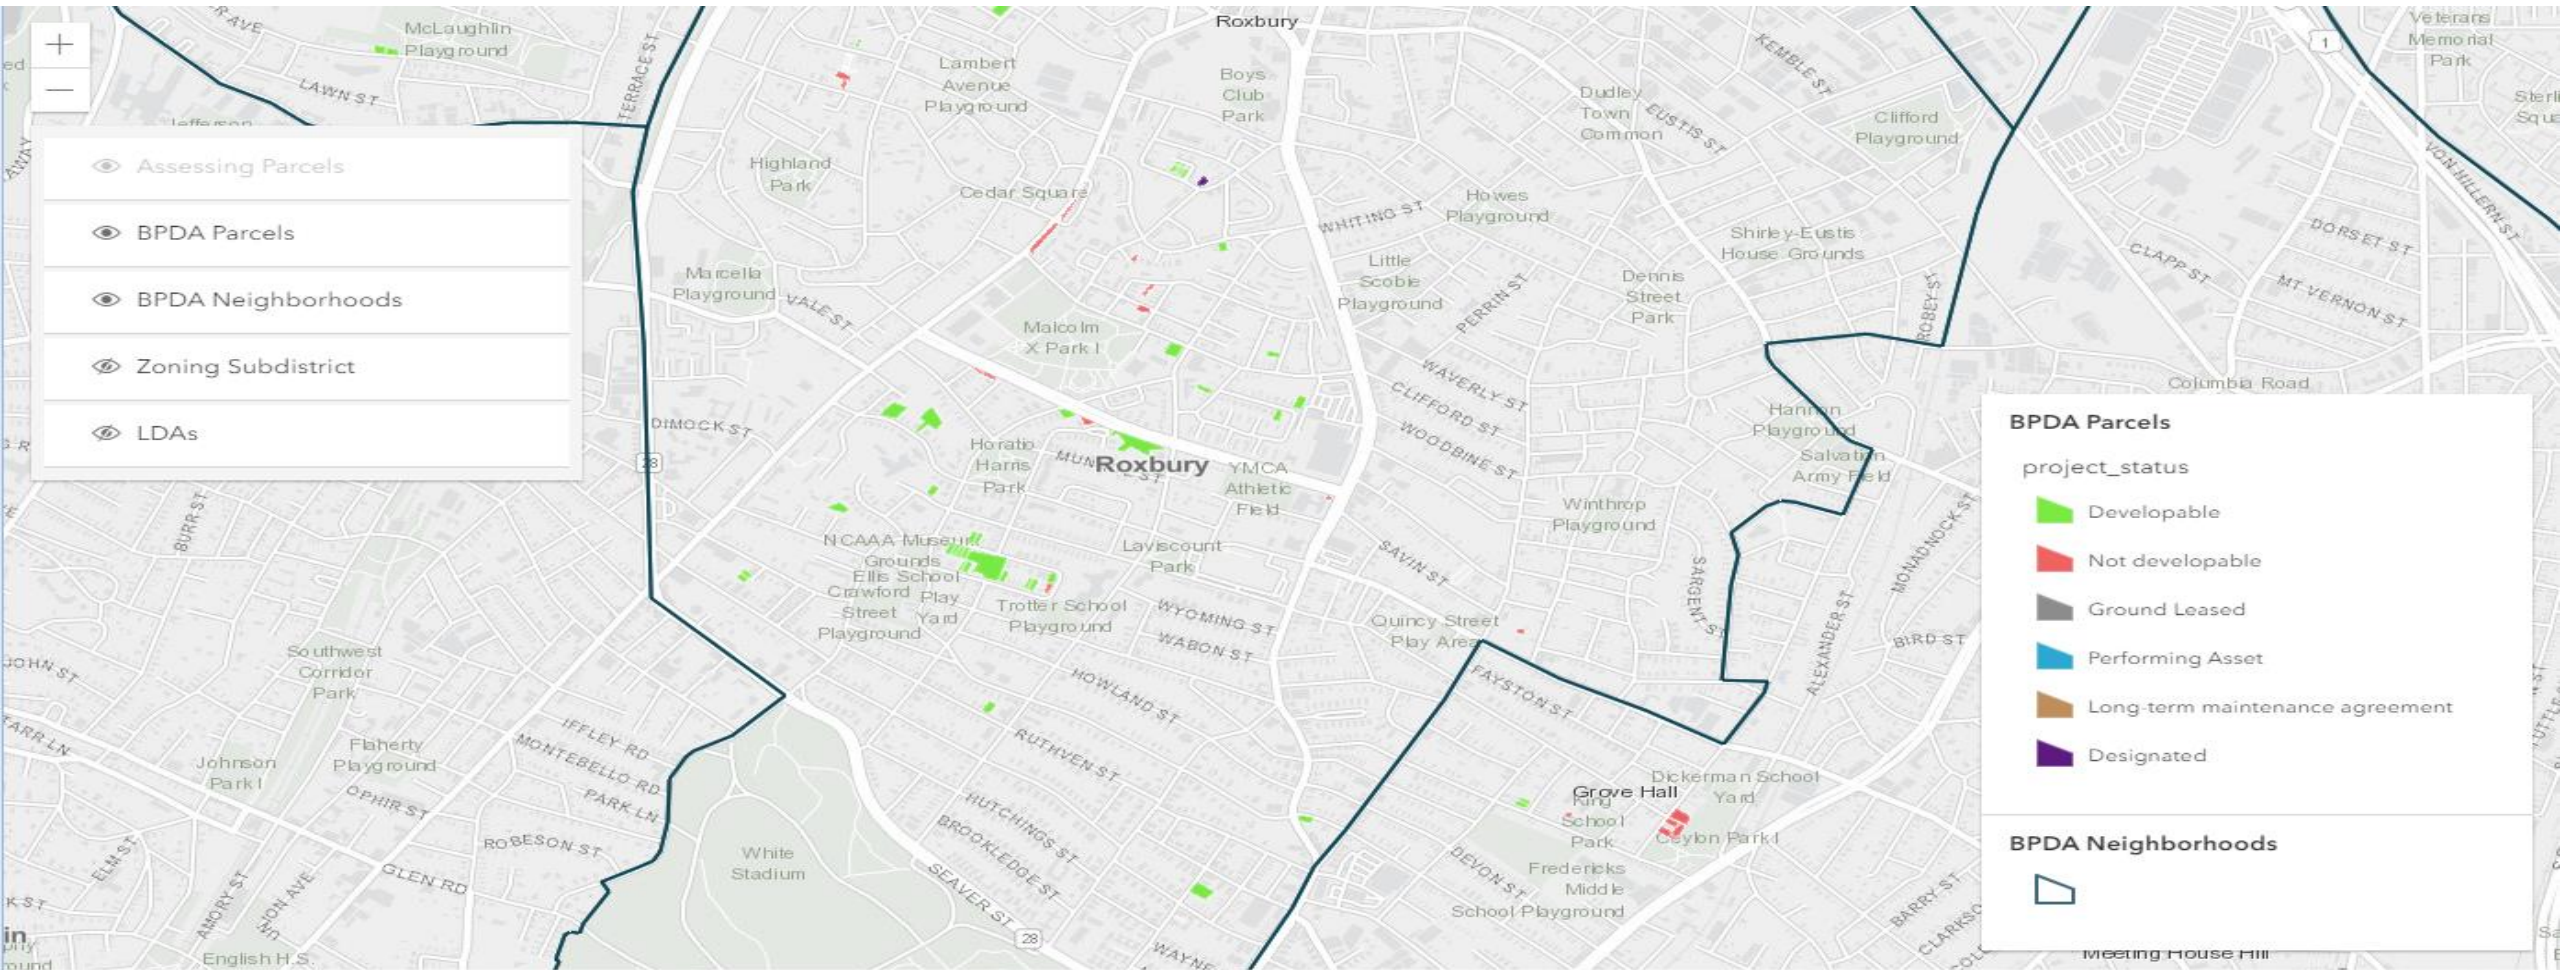 McLaughlin
Playground
LAWN ST
TERRACE ST
Lambert
Avenue
Playground
Roxbury
Boys
Club
Park
KEMBLE ST
Dudley
Town
Common
EUSTIS ST
Clifford
Playground
1
Veterans
Memorial
Park
VON HILLERN ST
Assessing Parcels
BPDA Parcels
BPDA Neighborhoods
Zoning Subdistrict
LDAs
Highland
Park
Cedar Square
WHITING ST
Howes
Playground
Shirley-Eustis
House Grounds
DORSET ST
CLAPP ST
MT VERNON ST
Marcella
Playground
VALE ST
Malcolm
X Park I
Little
Scobie
Playground
PERRIN ST
Dennis
Street
Park
ROBEY ST
Columbia Road
WAVERLY ST
CLIFFORD ST
WOODBINE ST
Hannon
Playground
Salvation
Army Field
DIMOCK ST
28
Horatio
Harris
Park
Roxbury
YMCA
Athletic
Field
Winthrop
Playground
MONADNOCK ST
BURR ST
NCAAA Museum
Grounds
Ellis School
Play
Yard
Crawford
Street
Playground
Trotter School
Playground
Laviscount
Park
SAVIN ST
SARGENT ST
WYOMING ST
WABON ST
Quincy Street
Play Area
ALEXANDER ST
BIRD ST
FAYSTON ST
JOHN ST
Southwest
Corridor
Park
HOWLAND ST
RUTHVEN ST
IFFLEY RD
MONTEBELLO RD
PARK LN
Flaherty
Playground
Johnson
Park I
OPHIR ST
ROBESON ST
ELM ST
GLEN RD
AMORY ST
English H.S.
White
Stadium
HUTCHINGS ST
BROOKLEDGE ST
SEAVER ST
28
Grove Hall
King
School
Park
Dickerman School
Yard
Ceylon Park I
DEVON ST
Fredericks
Middle
School Playground
BARRY ST
Meeting House Hill
BPDA Parcels
project_status
Developable
Not developable
Ground Leased
Performing Asset
Long-term maintenance agreement
Designated
BPDA Neighborhoods